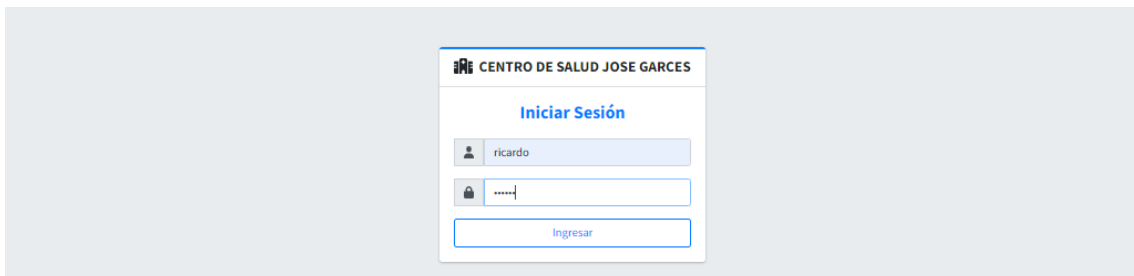 CENTRO DE SALUD JOSE GARCES
Iniciar Sesión
ricardo
••••••
Ingresar